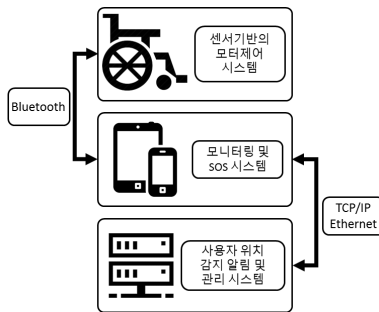 센서기반의
모터제어
시스템
Bluetooth
모니터링 및
sos 시스템
TCP/IP
Ethernet
사용자 위치
감지 알림 및
관리 시스템